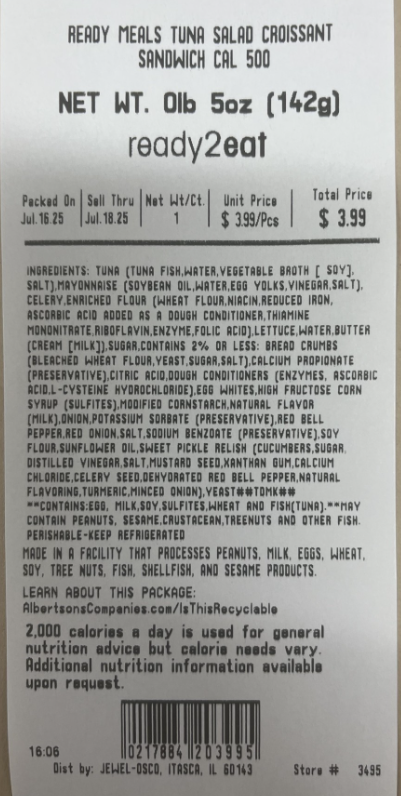 READY MEALS TUNA SALAD CROISSANT
SANDWICH CAL 500
NET WT. 0lb 5oz (142g)
ready2eat
Packed On Sell Thru Net Wt/Ct. Unit Price Total Price
Jul.16.25 Jul.18.25 1 $ 3.99/Pcs $ 3.99
INGREDIENTS: TUNA (TUNA FISH,WATER,VEGETABLE BROTH [ SOY],
SALT),MAYONNAISE (SOYBEAN OIL,WATER,EGG YOLKS,VINEGAR,SALT),
CELERY,ENRICHED FLOUR (WHEAT FLOUR,NIACIN,REDUCED IRON,
ASCORBIC ACID ADDED AS A DOUGH CONDITIONER,THIAMINE
MONONITRATE,RIBOFLAVIN,ENZYME,FOLIC ACID),LETTUCE,WATER,BUTTER
(CREAM [MILK]),SUGAR,CONTAINS 2% OR LESS: BREAD CRUMBS
(BLEACHED WHEAT FLOUR,YEAST,SUGAR,SALT),CALCIUM PROPIONATE
(PRESERVATIVE),CITRIC ACID,DOUGH CONDITIONERS (ENZYMES, ASCORBIC
ACID,L-CYSTEINE HYDROCHLORIDE),EGG WHITES,HIGH FRUCTOSE CORN
SYRUP (SULFITES),MODIFIED CORNSTARCH,NATURAL FLAVOR
(MILK),ONION,POTASSIUM SORBATE (PRESERVATIVE),RED BELL
PEPPER,RED ONION,SALT,SODIUM BENZOATE (PRESERVATIVE),SOY
FLOUR,SUNFLOWER OIL,SWEET PICKLE RELISH (CUCUMBERS,SUGAR,
DISTILLED VINEGAR,SALT,MUSTARD SEED,XANTHAN GUM,CALCIUM
CHLORIDE,CELERY SEED,DEHYDRATED RED BELL PEPPER,NATURAL
FLAVORING,TURMERIC,MINCED ONION),YEAST##TDMK##
**CONTAINS:EGG, MILK,SOY,SULFITES,WHEAT AND FISH(TUNA).**MAY
CONTAIN PEANUTS, SESAME,CRUSTACEAN,TREENUTS AND OTHER FISH.
PERISHABLE-KEEP REFRIGERATED
MADE IN A FACILITY THAT PROCESSES PEANUTS, MILK, EGGS, WHEAT,
SOY, TREE NUTS, FISH, SHELLFISH, AND SESAME PRODUCTS.
LEARN ABOUT THIS PACKAGE:
AlbertsonsCompanies.com/IsThisRecyclable
2,000 calories a day is used for general
nutrition advice but calorie needs vary.
Additional nutrition information available
upon request.
16:06 0217884 203995
Dist by: JEWEL-OSCO, ITASCA, IL 60143 Store # 3495